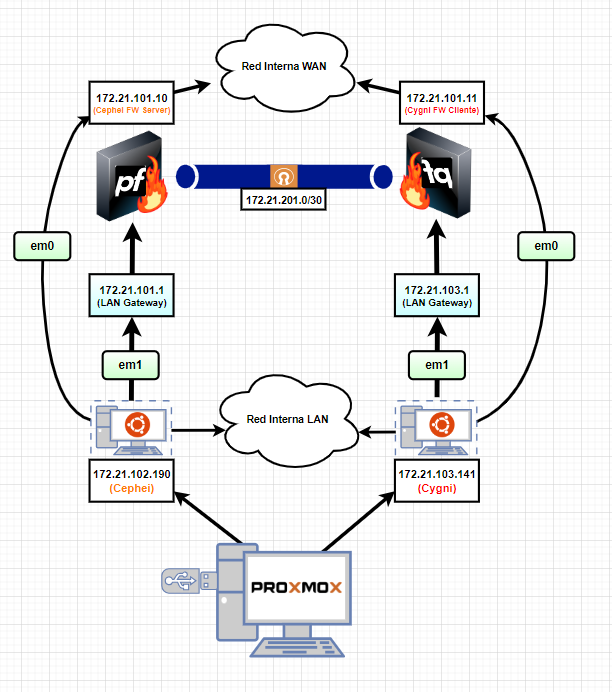 Red Interna WAN
172.21.101.10
(Cephei FW Server)
172.21.101.11
(Cygni FW Cliente)
pf
pf
172.21.201.0/30
em0
em0
172.21.101.1
(LAN Gateway)
172.21.103.1
(LAN Gateway)
em1
em1
Red Interna LAN
172.21.102.190
(Cephei)
172.21.103.141
(Cygni)
PROXMOX